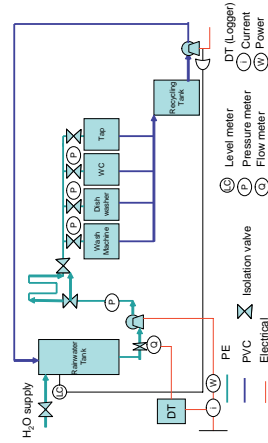 H₂O supply
Rainwater
Tank
LC
P
Q
DT
i
W
P
P
P
P
Wash
Machine
Dish
washer
WC
Tap
Recycling
Tank
PE
PVC
Electrical
Isolation valve
LC Level meter
P Pressure meter
Q Flow meter
DT (Logger)
i Current
W Power